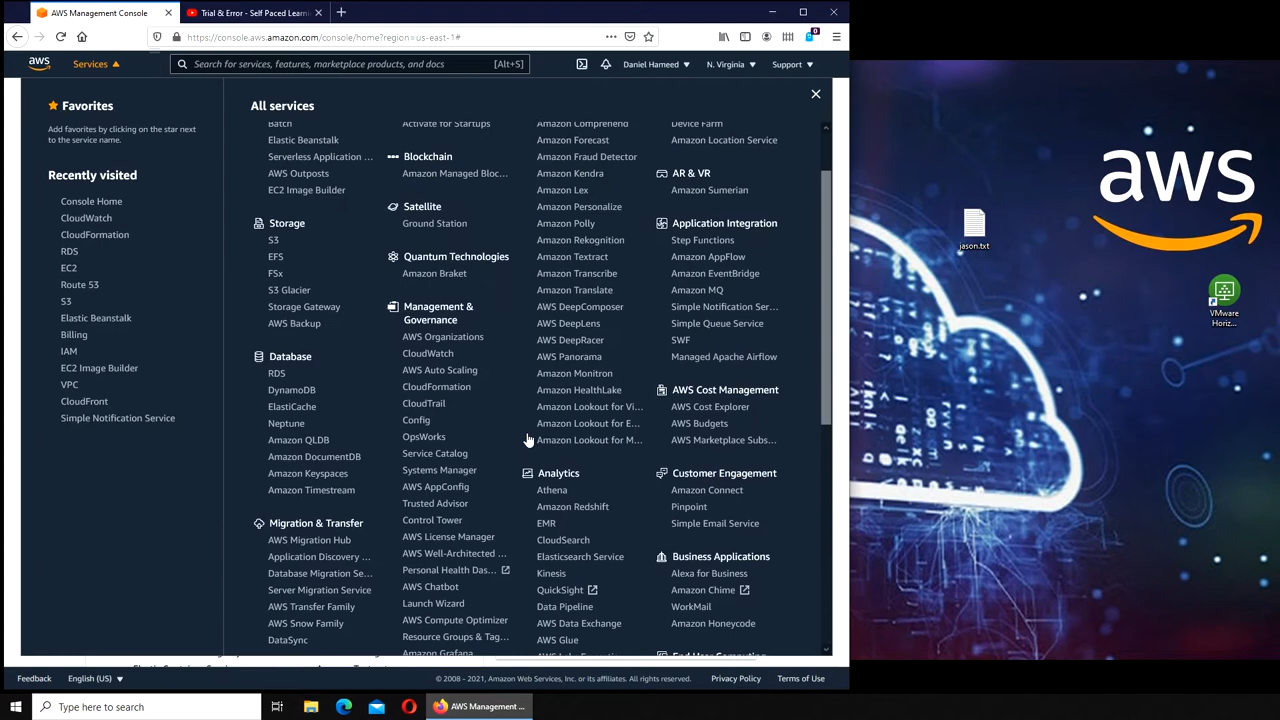 AWS Management Console
Trial & Error - Self Paced Learni
https://console.aws.amazon.com/console/home?region=us-east-1#
aws
Services
Search for services, features, marketplace products, and docs
[Alt+S]
Daniel Hameed
N. Virginia
Support
Favorites
Add favorites by clicking on the star next
to the service name.
Recently visited
Console Home
CloudWatch
CloudFormation
RDS
EC2
Route 53
S3
Elastic Beanstalk
Billing
IAM
EC2 Image Builder
VPC
CloudFront
Simple Notification Service
All services
Batch
Elastic Beanstalk
Serverless Application ...
AWS Outposts
EC2 Image Builder
Storage
S3
EFS
FSx
S3 Glacier
Storage Gateway
AWS Backup
Database
RDS
DynamoDB
ElastiCache
Neptune
Amazon QLDB
Amazon DocumentDB
Amazon Keyspaces
Amazon Timestream
Migration & Transfer
AWS Migration Hub
Application Discovery ...
Database Migration Se...
Server Migration Service
AWS Transfer Family
AWS Snow Family
DataSync
Activate for Startups
Blockchain
Amazon Managed Bloc...
Satellite
Ground Station
Quantum Technologies
Amazon Braket
Management &
Governance
AWS Organizations
CloudWatch
AWS Auto Scaling
CloudFormation
CloudTrail
Config
OpsWorks
Service Catalog
Systems Manager
AWS AppConfig
Trusted Advisor
Control Tower
AWS License Manager
AWS Well-Architected ...
Personal Health Das...
AWS Chatbot
Launch Wizard
AWS Compute Optimizer
Resource Groups & Tag...
Amazon Grafana
Amazon Comprehend
Amazon Forecast
Amazon Fraud Detector
Amazon Kendra
Amazon Lex
Amazon Personalize
Amazon Polly
Amazon Rekognition
Amazon Textract
Amazon Transcribe
Amazon Translate
AWS DeepComposer
AWS DeepLens
AWS DeepRacer
AWS Panorama
Amazon Monitron
Amazon HealthLake
Amazon Lookout for Vi...
Amazon Lookout for E...
Amazon Lookout for M...
Analytics
Athena
Amazon Redshift
EMR
CloudSearch
Elasticsearch Service
Kinesis
QuickSight
Data Pipeline
AWS Data Exchange
AWS Glue
Device Farm
Amazon Location Service
AR & VR
Amazon Sumerian
Application Integration
Step Functions
Amazon AppFlow
Amazon EventBridge
Amazon MQ
Simple Notification Ser...
Simple Queue Service
SWF
Managed Apache Airflow
AWS Cost Management
AWS Cost Explorer
AWS Budgets
AWS Marketplace Subs...
Customer Engagement
Amazon Connect
Pinpoint
Simple Email Service
Business Applications
Alexa for Business
Amazon Chime
WorkMail
Amazon Honeycode
End User Computing
Feedback
English (US)
© 2008 - 2021, Amazon Web Services, Inc. or its affiliates. All rights reserved.
Privacy Policy
Terms of Use
Type here to search
AWS Management ...
aws
jason.txt
VMware
Horiz...